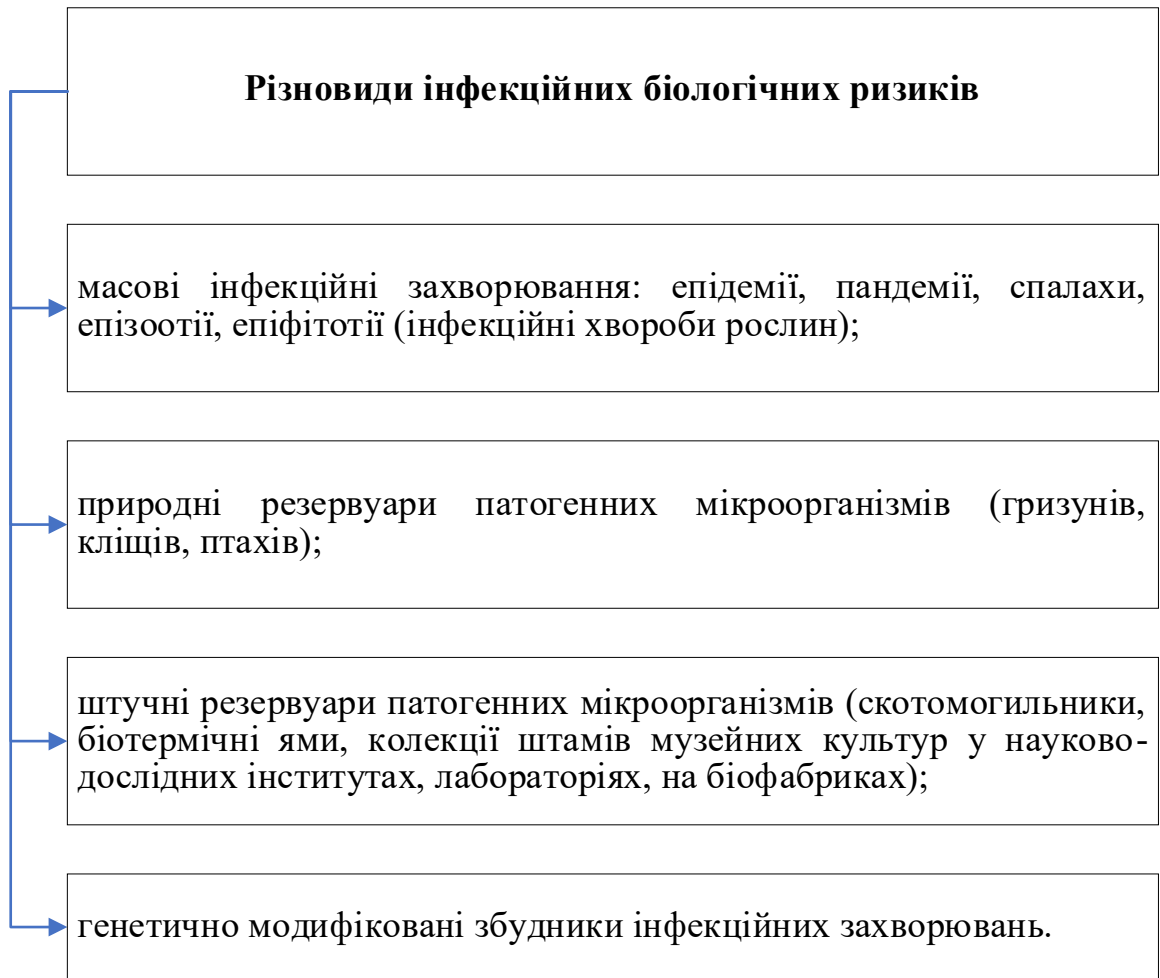 Різновиди інфекційних біологічних ризиків
масові інфекційні захворювання: епідемії, пандемії, спалахи,
епізоотії, епіфітотії (інфекційні хвороби рослин);
природні резервуари патогенних мікроорганізмів (гризунів,
кліщів, птахів);
штучні резервуари патогенних мікроорганізмів (скотомогильники,
біотермічні ями, колекції штамів музейних культур у науково-
дослідних інститутах, лабораторіях, на біофабриках);
генетично модифіковані збудники інфекційних захворювань.